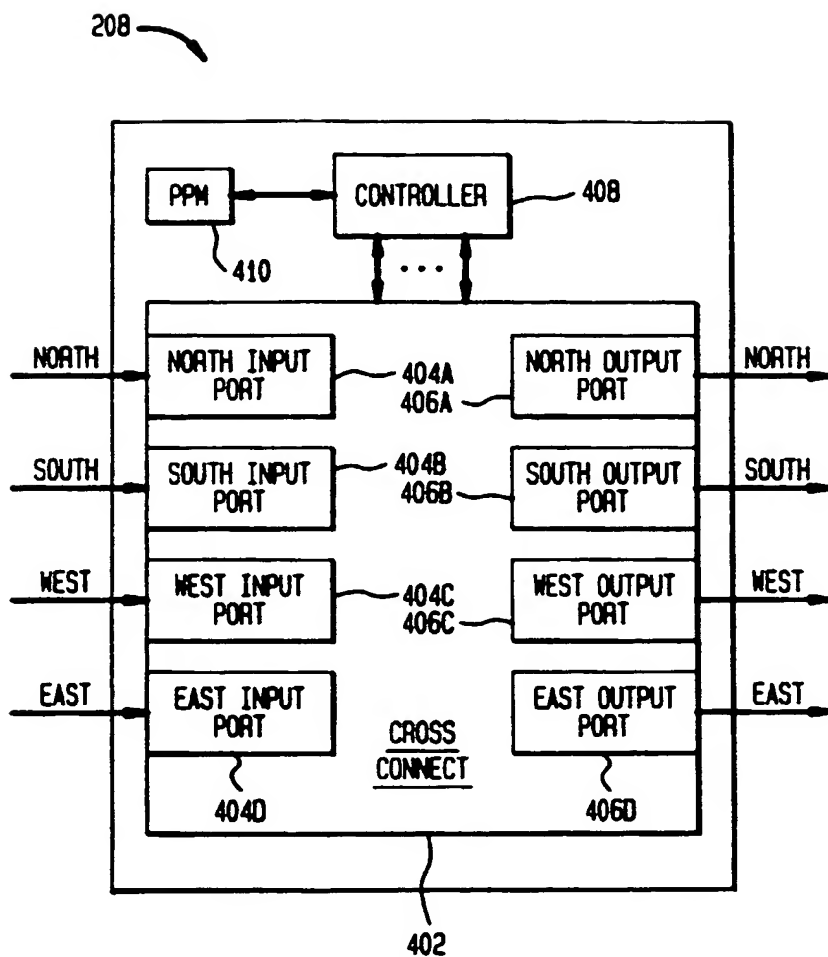 208
PPM
CONTROLLER
408
410
...
NORTH
NORTH INPUT
PORT
404A
406A
NORTH OUTPUT
PORT
NORTH
SOUTH
SOUTH INPUT
PORT
404B
406B
SOUTH OUTPUT
PORT
SOUTH
WEST
WEST INPUT
PORT
404C
406C
WEST OUTPUT
PORT
WEST
EAST
EAST INPUT
PORT
EAST OUTPUT
PORT
EAST
CROSS
CONNECT
404D
406D
402